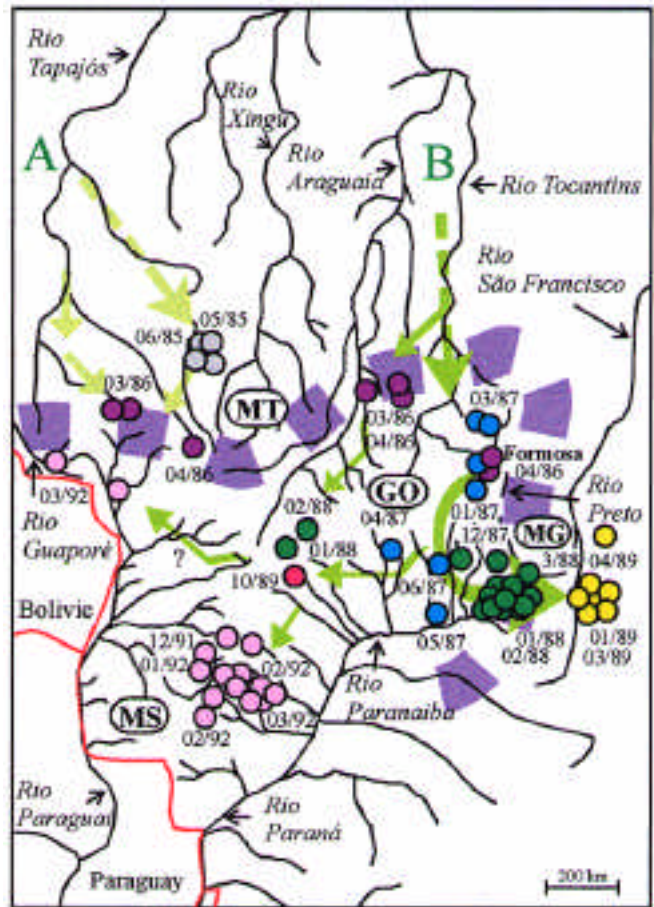 Rio
Tapajós
Rio
Xingu
A
Rio
Araguaia
B
Rio Tocantins
Rio
São Francisco
05/85
06/85
03/86
MT
04/86
03/86
04/86
03/87
Formosa
04/86
03/92
GO
Rio
Preto
02/88
04/87
01/87
12/87
MG
Rio
Guaporé
?
01/88
3/88
04/89
10/89
06/87
Bolivie
05/87
01/88
02/88
01/89
03/89
12/91
01/92
02/92
Rio
Paranaiba
MS
03/92
02/92
Rio
Paraguai
Rio
Paraná
Paraguay
200 km